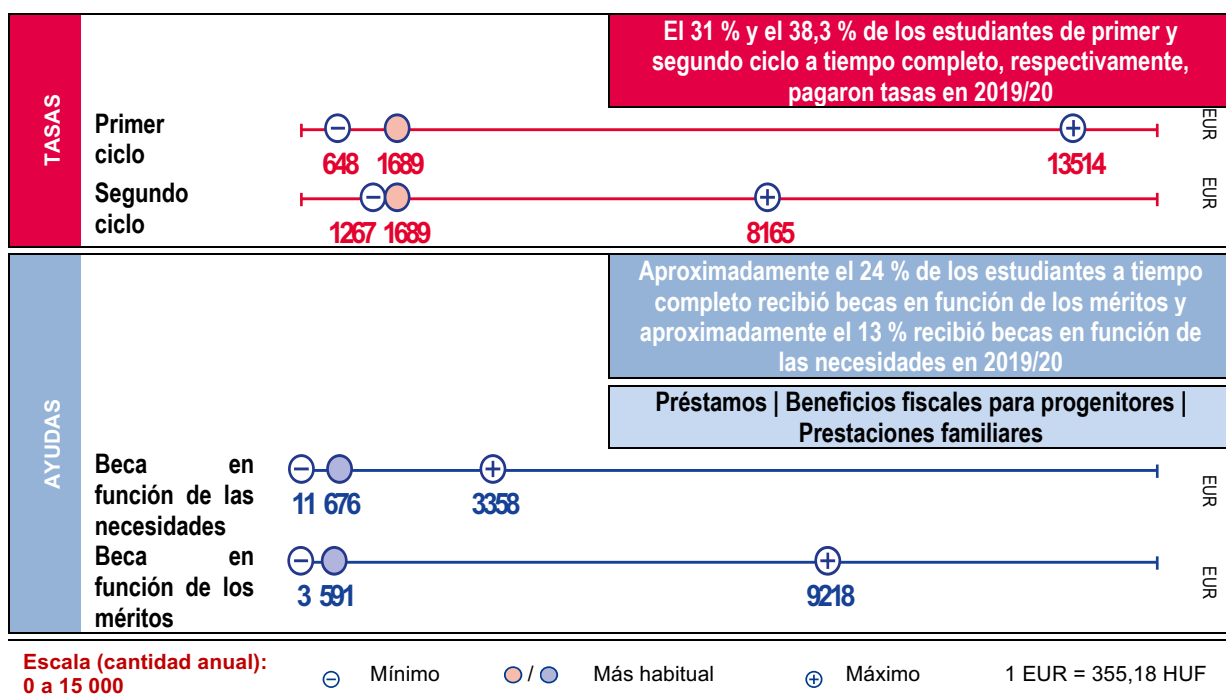 El 31 % y el 38,3 % de los estudiantes de primer y
segundo ciclo a tiempo completo, respectivamente,
pagaron tasas en 2019/20
TASAS
Primer
ciclo
648 1689 13514
EUR
Segundo
ciclo
1267 1689 8165
EUR
Aproximadamente el 24 % de los estudiantes a tiempo
completo recibió becas en función de los méritos y
aproximadamente el 13 % recibió becas en función de
las necesidades en 2019/20
Préstamos | Beneficios fiscales para progenitores |
Prestaciones familiares
AYUDAS
Beca en
función de las
necesidades
11 676 3358
EUR
Beca en
función de los
méritos
3 591 9218
EUR
Escala (cantidad anual):
0 a 15 000
Mínimo / Más habitual Máximo 1 EUR = 355,18 HUF